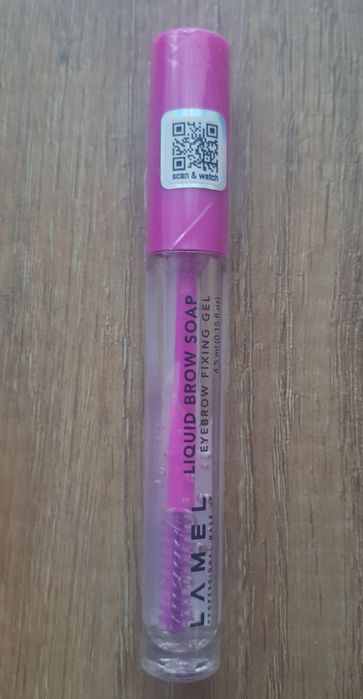 scan & watch
LIQUID BROW SOAP
EYEBROW FIXING GEL
4.5 ml (0.15 fl.oz)
LAMEL
PROFESSIONAL MAKE UP